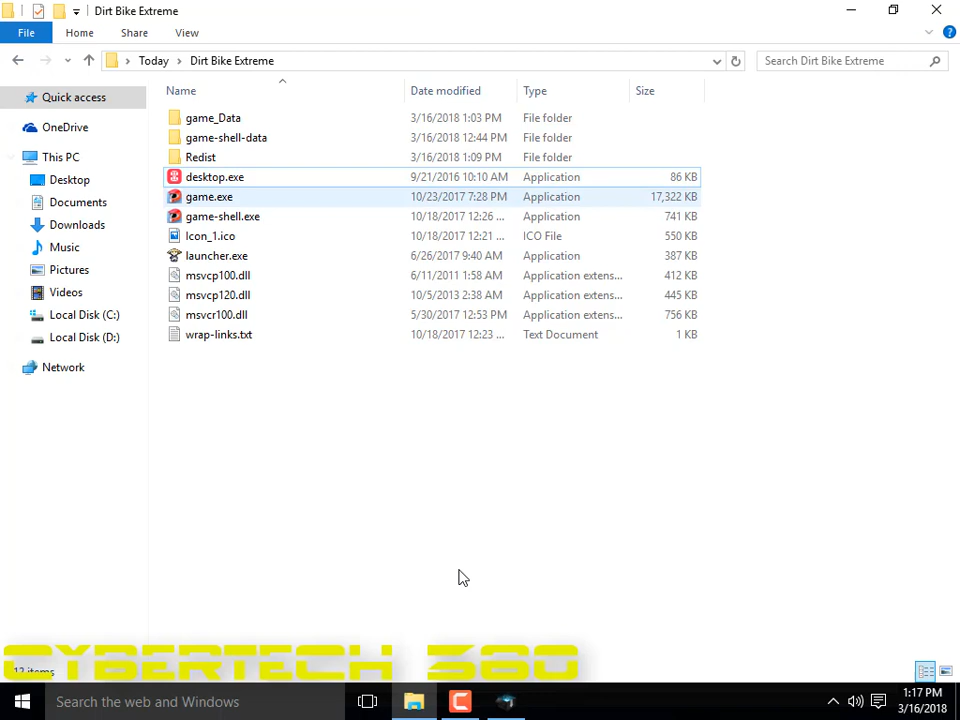 Dirt Bike Extreme
File Home Share View
Today Dirt Bike Extreme Search Dirt Bike Extreme
Name Date modified Type Size
Quick access
OneDrive
This PC
Desktop
Documents
Downloads
Music
Pictures
Videos
Local Disk (C:)
Local Disk (D:)
Network
game_Data 3/16/2018 1:03 PM File folder
game-shell-data 3/16/2018 12:44 PM File folder
Redist 3/16/2018 1:09 PM File folder
desktop.exe 9/21/2016 10:10 AM Application 86 KB
game.exe 10/23/2017 7:28 PM Application 17,322 KB
game-shell.exe 10/18/2017 12:26 ... Application 741 KB
Icon_1.ico 10/18/2017 12:21 ... ICO File 550 KB
launcher.exe 6/26/2017 9:40 AM Application 387 KB
msvcp100.dll 6/11/2011 1:58 AM Application extens... 412 KB
msvcp120.dll 10/5/2013 2:38 AM Application extens... 445 KB
msvcr100.dll 5/30/2017 12:53 PM Application extens... 756 KB
wrap-links.txt 10/18/2017 12:23 ... Text Document 1 KB
CYBERTECH 360
12 items
Search the web and Windows
1:17 PM
3/16/2018